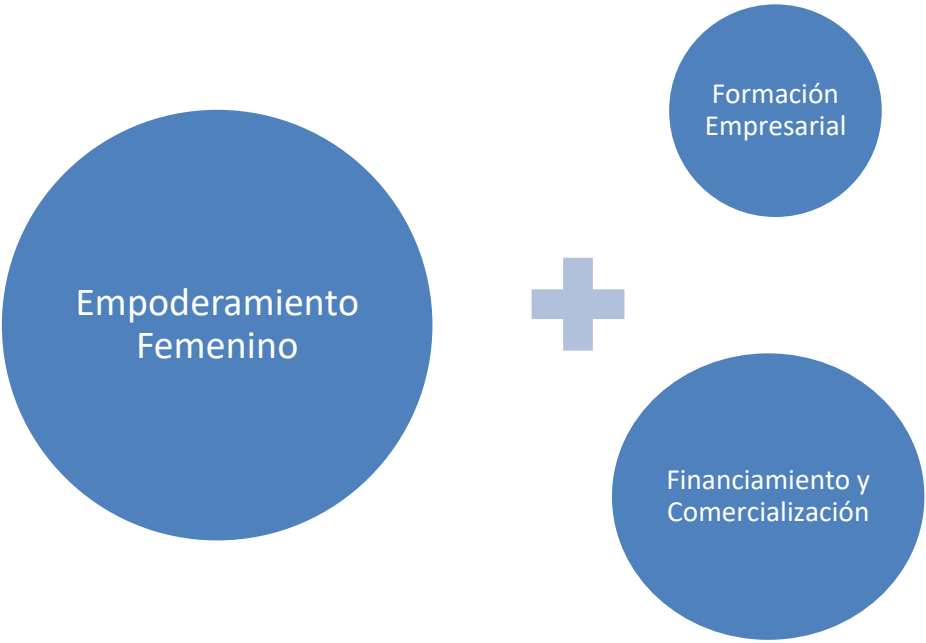 Empoderamiento
Femenino
Formación
Empresarial
Financiamiento y
Comercialización